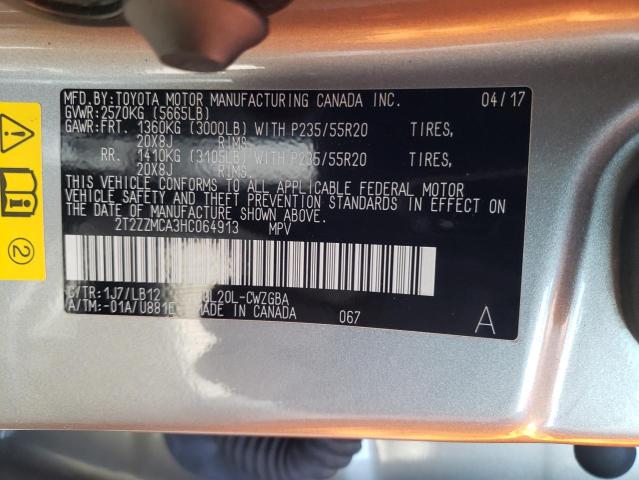 MFD.BY:TOYOTA MOTOR MANUFACTURING CANADA INC. 04/17
GVWR:2570KG (5665LB)
GAWR:FRT. 1360KG (3000LB) WITH P235/55R20 TIRES,
20X8J RIMS.
RR. 1410KG (3105LB) WITH P235/55R20 TIRES,
20X8J RIMS.
THIS VEHICLE CONFORMS TO ALL APPLICABLE FEDERAL MOTOR
VEHICLE SAFETY AND THEFT PREVENTION STANDARDS IN EFFECT ON
THE DATE OF MANUFACTURE SHOWN ABOVE.
2T2ZZMCA3HC064913 MPV
C/TR:1J7/LB12 L20L-CWZGBA
A/TM:-01A/U881E MADE IN CANADA 067
A
2